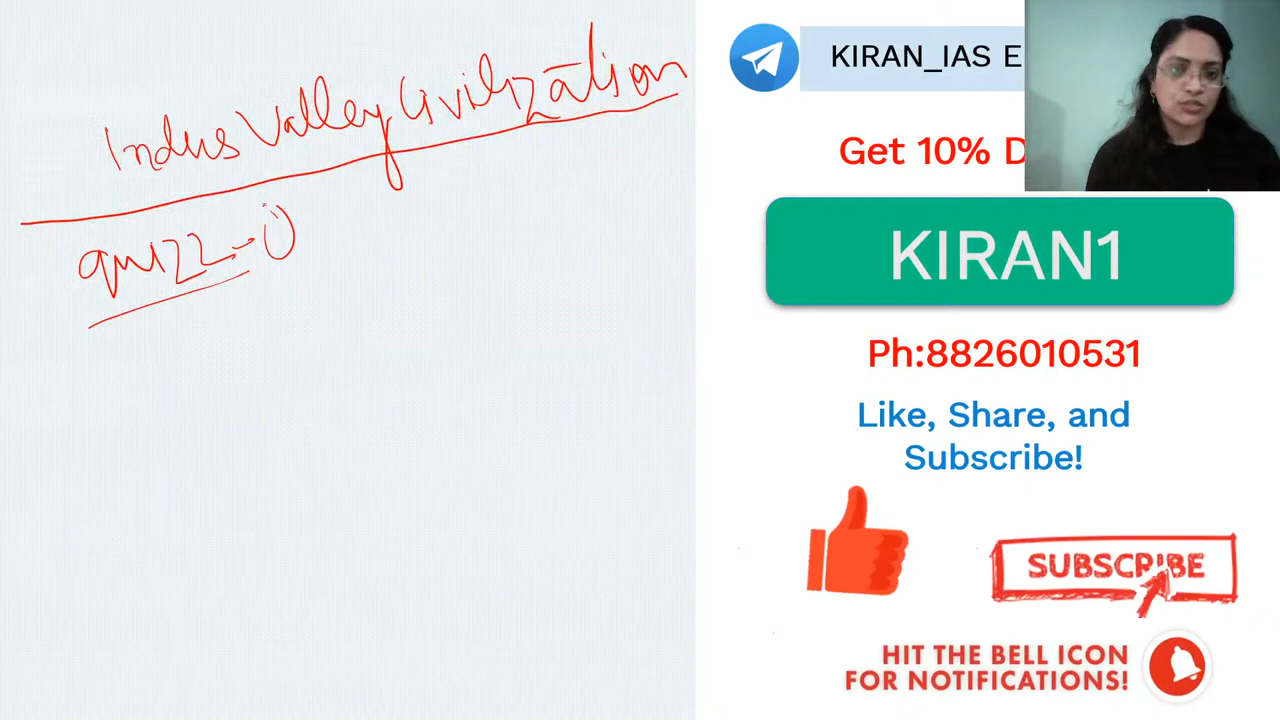 Indus Valley Civilization
quizz -
KIRAN_IAS E
Get 10% D
KIRAN1
Ph:8826010531
Like, Share, and
Subscribe!
SUBSCRIBE
HIT THE BELL ICON
FOR NOTIFICATIONS!